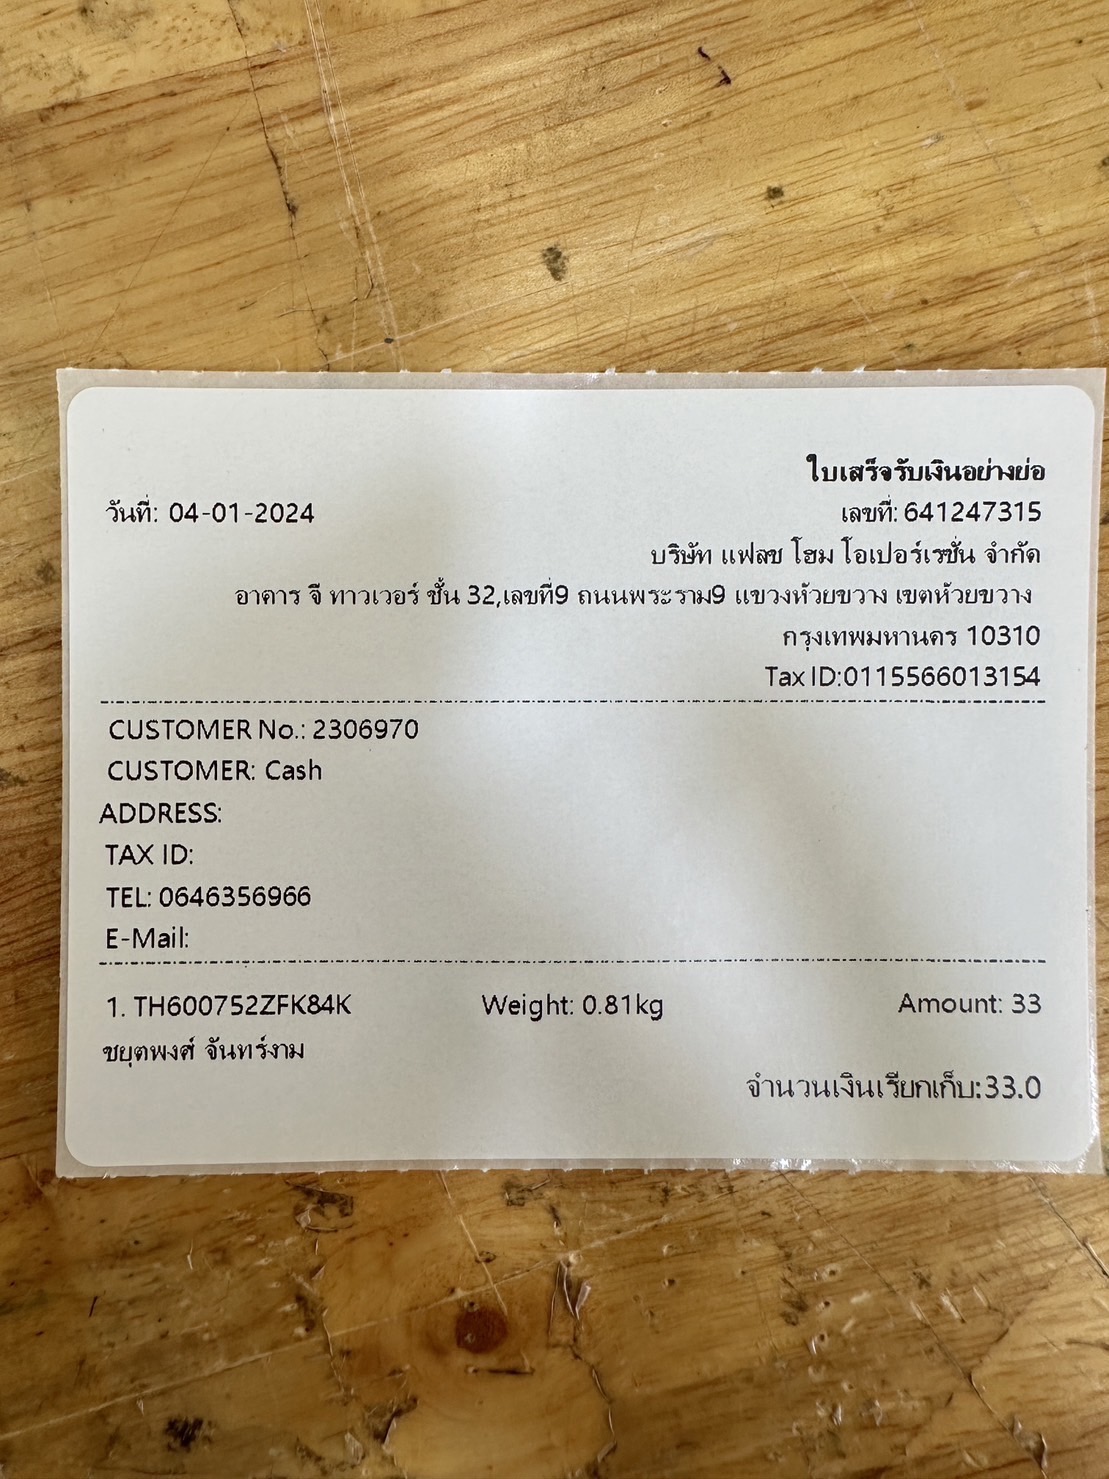 ใบเสร็จรับเงินอย่างย่อ
วันที่: 04-01-2024 เลขที่: 641247315
บริษัท แฟลช โฮม โอเปอร์เรชั่น จำกัด
อาคาร จี ทาวเวอร์ ชั้น 32,เลขที่9 ถนนพระราม9 แขวงห้วยขวาง เขตห้วยขวาง
กรุงเทพมหานคร 10310
Tax ID:0115566013154
CUSTOMER No.: 2306970
CUSTOMER: Cash
ADDRESS:
TAX ID:
TEL: 0646356966
E-Mail:
1. TH600752ZFK84K Weight: 0.81kg Amount: 33
ชยุตพงศ์ จันทร์งาม
จำนวนเงินเรียกเก็บ:33.0